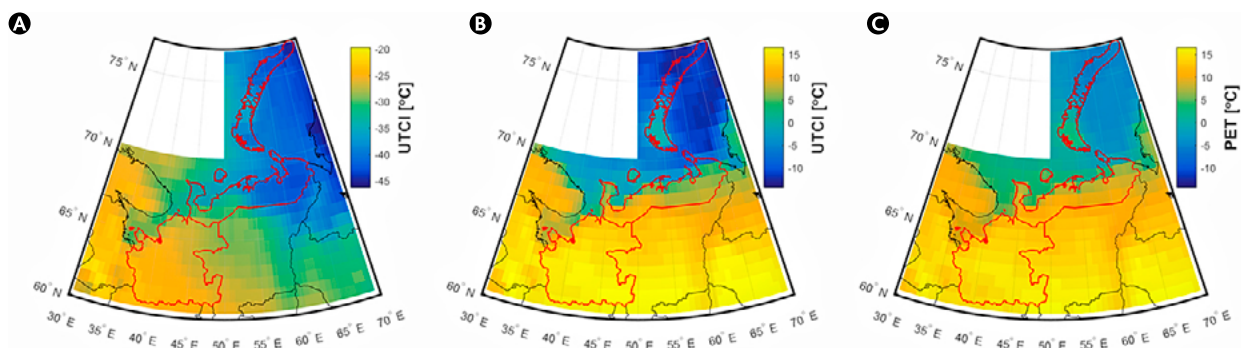 A
75° N
70° N
65° N
60° N
30° E
35° E
40° E
45° E
50° E
55° E
60° E
65° E
70° E
-20
-25
-30
-35
-40
-45
UTCI [°C]
B
75° N
70° N
65° N
60° N
30° E
35° E
40° E
45° E
50° E
55° E
60° E
65° E
70° E
15
10
5
0
-5
-10
UTCI [°C]
C
75° N
70° N
65° N
60° N
30° E
35° E
40° E
45° E
50° E
55° E
60° E
65° E
70° E
15
10
5
0
-5
-10
PET [°C]